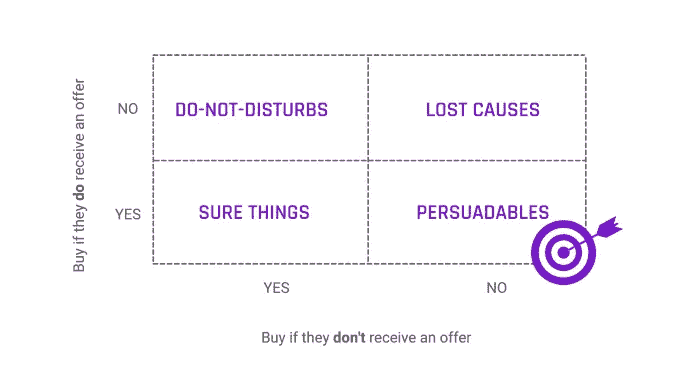 Buy if they do receive an offer
NO
DO-NOT-DISTURBS
LOST CAUSES
YES
SURE THINGS
PERSUADABLES
YES
NO
Buy if they don't receive an offer